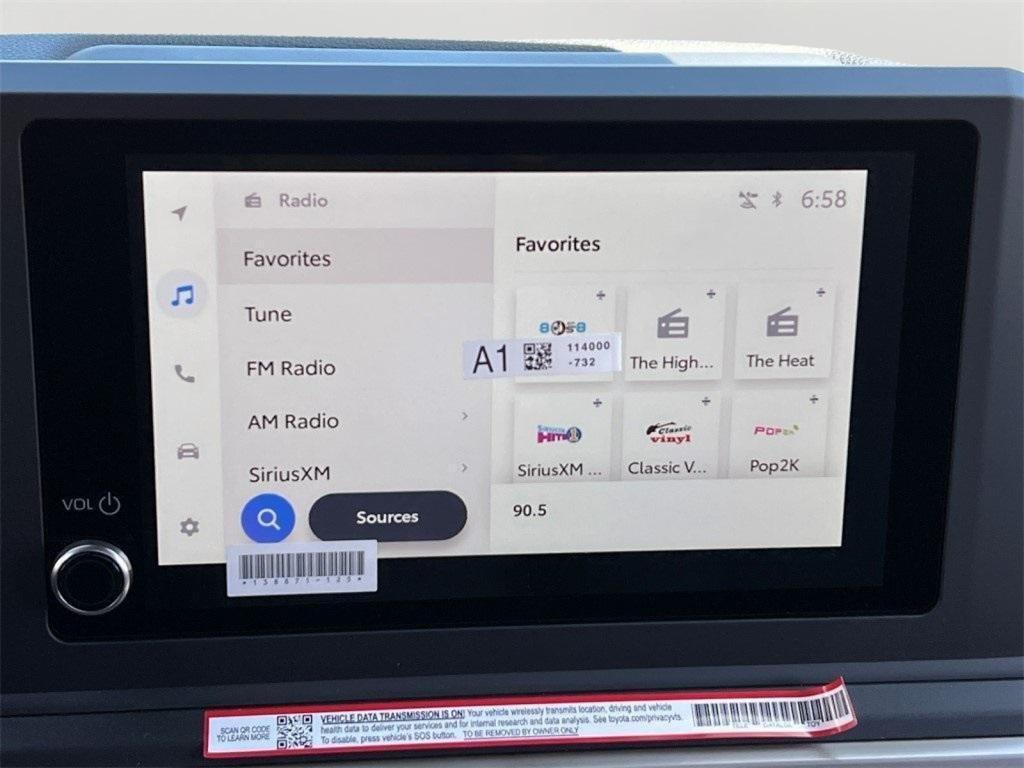 Radio
6:58
Favorites
Favorites
Tune
FM Radio
AM Radio
SiriusXM
Sources
A1
114000
-732
The High...
The Heat
SiriusXM ...
Classic
vinyl
Classic V...
POP2K
Pop2K
90.5
VOL
SCAN QR CODE
TO LEARN MORE
VEHICLE DATA TRANSMISSION IS ON! Your vehicle wirelessly transmits location, driving and vehicle
health data to deliver your services and for internal research and data analysis. See toyota.com/privacyvts.
To disable, press vehicle's SOS button. TO BE REMOVED BY OWNER ONLY